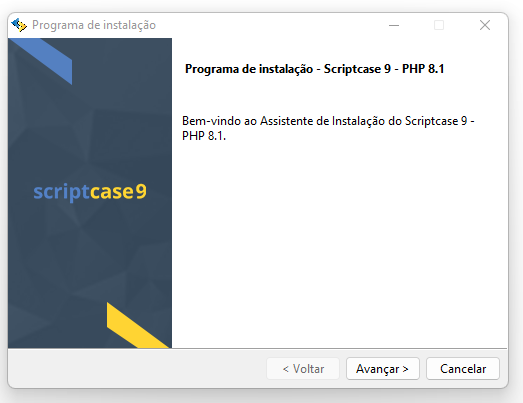 Programa de instalação
Programa de instalação - Scriptcase 9 - PHP 8.1
Bem-vindo ao Assistente de Instalação do Scriptcase 9 -
PHP 8.1.
scriptcase9
< Voltar
Avançar >
Cancelar